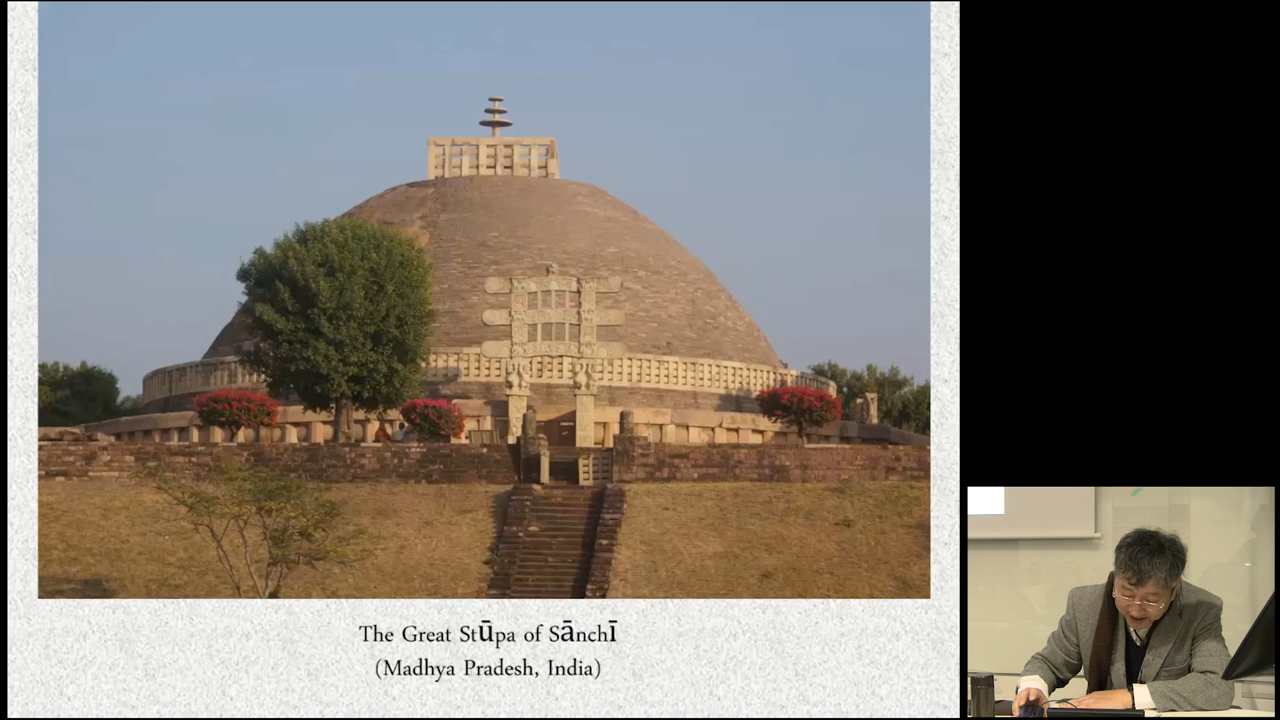 The Great Stūpa of Sānchī
(Madhya Pradesh, India)